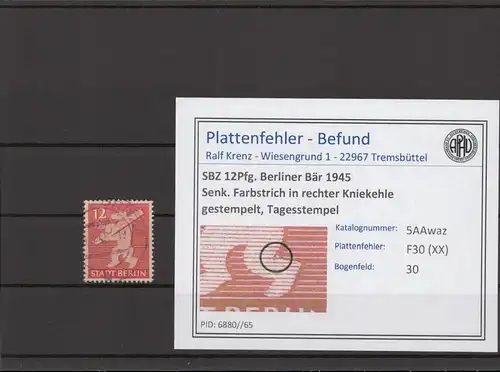 12
STADT BERLIN
Plattenfehler - Befund
Ralf Krenz - Wiesengrund 1 - 22967 Tremsbüttel
SBZ 12Pfg. Berliner Bär 1945
Senk. Farbstrich in rechter Kniekehle
gestempelt, Tagesstempel
Katalognummer: 5AAwaz
Plattenfehler: F30 (XX)
Bogenfeld: 30
T BERLI
PID: 6880//65